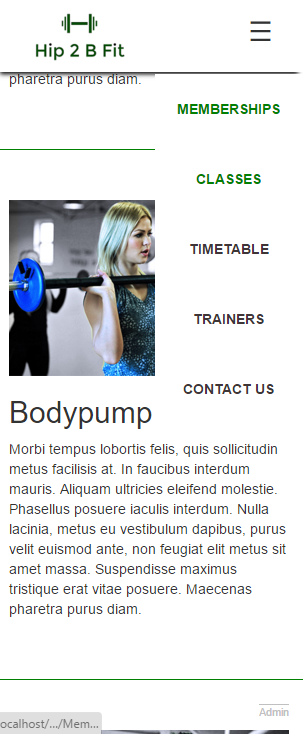 Hip 2 B Fit
☰
pharetra purus diam.
MEMBERSHIPS
CLASSES
TIMETABLE
TRAINERS
CONTACT US
Bodypump
Morbi tempus lobortis felis, quis sollicitudin
metus facilisis at. In faucibus interdum
mauris. Aliquam ultricies eleifend molestie.
Phasellus posuere iaculis interdum. Nulla
lacinia, metus eu vestibulum dapibus, purus
velit euismod ante, non feugiat elit metus sit
amet massa. Suspendisse maximus
tristique erat vitae posuere. Maecenas
pharetra purus diam.
Admin
ocalhost/.../Mem...